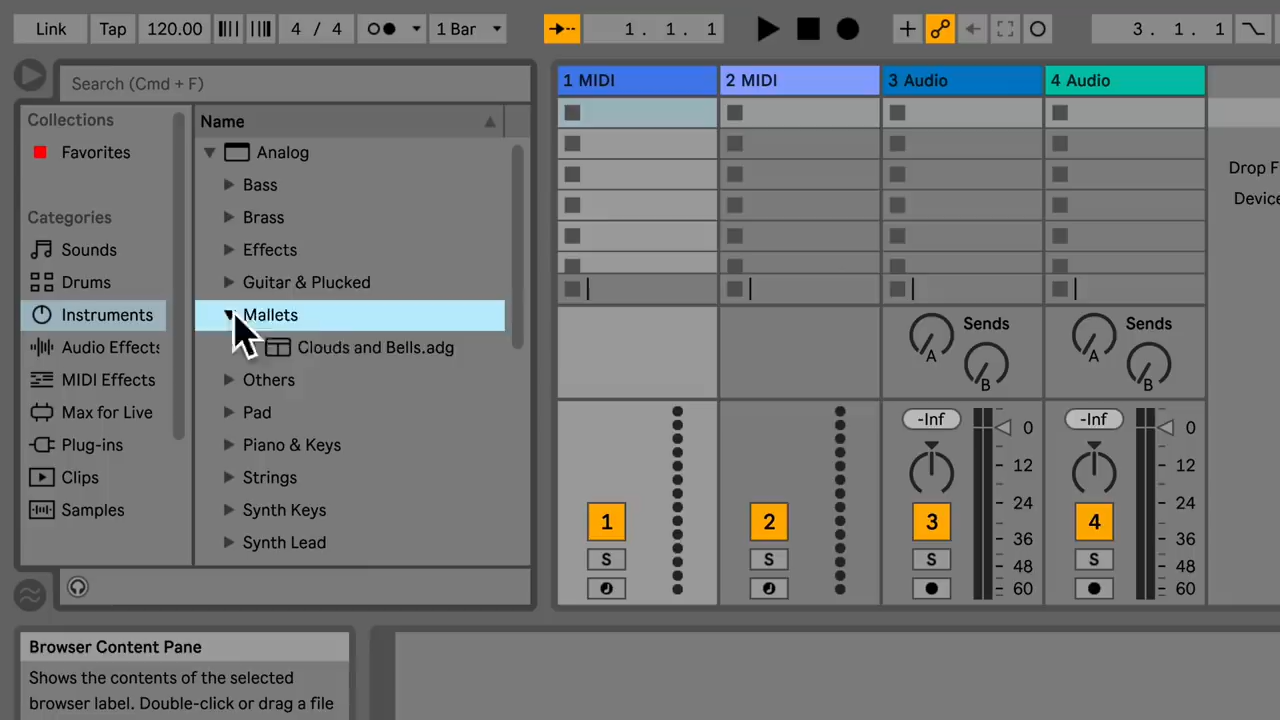 Link Tap 120.00 4 / 4 1 Bar 1. 1. 1 3. 1. 1
Search (Cmd + F)
Collections
Favorites
Categories
Sounds
Drums
Instruments
Audio Effects
MIDI Effects
Max for Live
Plug-ins
Clips
Samples
Name
Analog
Bass
Brass
Effects
Guitar & Plucked
Mallets
Clouds and Bells.adg
Others
Pad
Piano & Keys
Strings
Synth Keys
Synth Lead
1 MIDI 2 MIDI 3 Audio 4 Audio
Drop F
Device
Sends Sends
A A
B B
-Inf 0 -Inf 0
12 12
24 24
1 2 3 4
36 36
S S S S
48 48
60 60
Browser Content Pane
Shows the contents of the selected
browser label. Double-click or drag a file